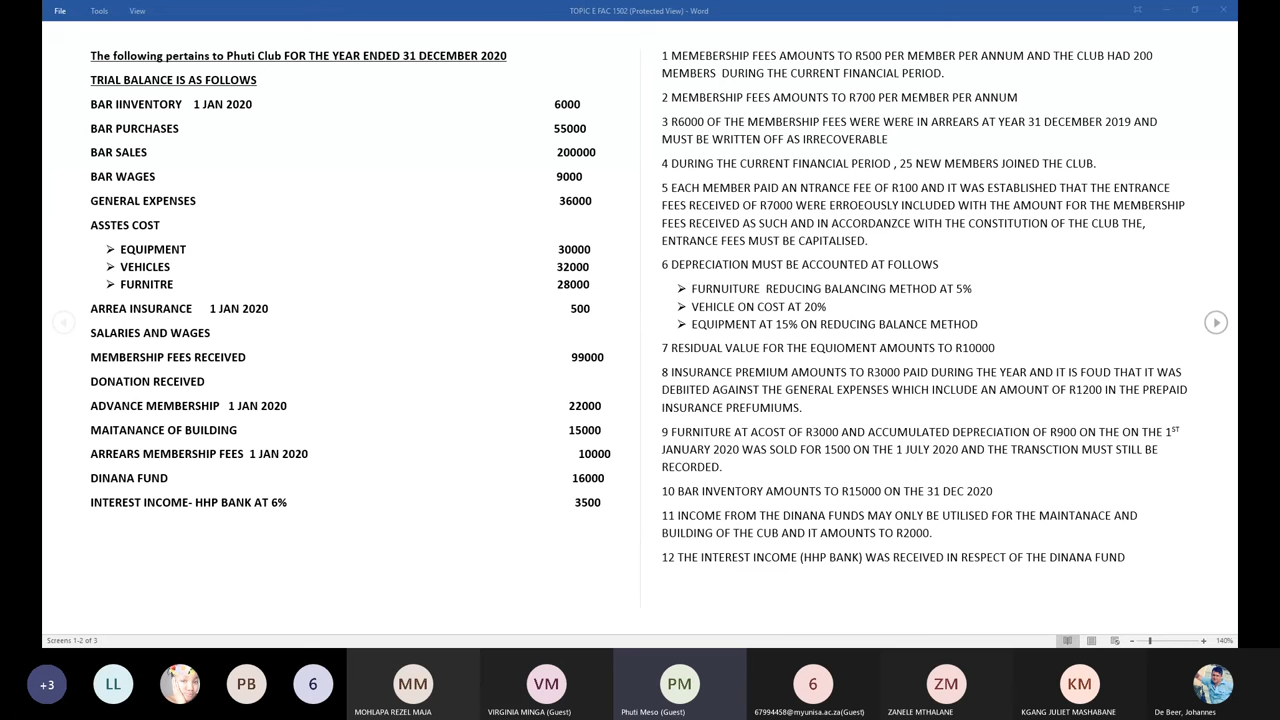 File Tools View TOPIC E FAC 1502 (Protected View) - Word
The following pertains to Phuti Club FOR THE YEAR ENDED 31 DECEMBER 2020
TRIAL BALANCE IS AS FOLLOWS
BAR IINVENTORY 1 JAN 2020 6000
BAR PURCHASES 55000
BAR SALES 200000
BAR WAGES 9000
GENERAL EXPENSES 36000
ASSTES COST
➢ EQUIPMENT 30000
➢ VEHICLES 32000
➢ FURNITRE 28000
ARREA INSURANCE 1 JAN 2020 500
SALARIES AND WAGES
MEMBERSHIP FEES RECEIVED 99000
DONATION RECEIVED
ADVANCE MEMBERSHIP 1 JAN 2020 22000
MAITANANCE OF BUILDING 15000
ARREARS MEMBERSHIP FEES 1 JAN 2020 10000
DINANA FUND 16000
INTEREST INCOME- HHP BANK AT 6% 3500
1 MEMEBERSHIP FEES AMOUNTS TO R500 PER MEMBER PER ANNUM AND THE CLUB HAD 200
MEMBERS DURING THE CURRENT FINANCIAL PERIOD.
2 MEMBERSHIP FEES AMOUNTS TO R700 PER MEMBER PER ANNUM
3 R6000 OF THE MEMBERSHIP FEES WERE WERE IN ARREARS AT YEAR 31 DECEMBER 2019 AND
MUST BE WRITTEN OFF AS IRRECOVERABLE
4 DURING THE CURRENT FINANCIAL PERIOD , 25 NEW MEMBERS JOINED THE CLUB.
5 EACH MEMBER PAID AN NTRANCE FEE OF R100 AND IT WAS ESTABLISHED THAT THE ENTRANCE
FEES RECEIVED OF R7000 WERE ERROEOUSLY INCLUDED WITH THE AMOUNT FOR THE MEMBERSHIP
FEES RECEIVED AS SUCH AND IN ACCORDANZCE WITH THE CONSTITUTION OF THE CLUB THE,
ENTRANCE FEES MUST BE CAPITALISED.
6 DEPRECIATION MUST BE ACCOUNTED AT FOLLOWS
➢ FURNUITURE REDUCING BALANCING METHOD AT 5%
➢ VEHICLE ON COST AT 20%
➢ EQUIPMENT AT 15% ON REDUCING BALANCE METHOD
7 RESIDUAL VALUE FOR THE EQUIOMENT AMOUNTS TO R10000
8 INSURANCE PREMIUM AMOUNTS TO R3000 PAID DURING THE YEAR AND IT IS FOUD THAT IT WAS
DEBIITED AGAINST THE GENERAL EXPENSES WHICH INCLUDE AN AMOUNT OF R1200 IN THE PREPAID
INSURANCE PREFUMIUMS.
9 FURNITURE AT ACOST OF R3000 AND ACCUMULATED DEPRECIATION OF R900 ON THE ON THE 1ST
JANUARY 2020 WAS SOLD FOR 1500 ON THE 1 JULY 2020 AND THE TRANSCTION MUST STILL BE
RECORDED.
10 BAR INVENTORY AMOUNTS TO R15000 ON THE 31 DEC 2020
11 INCOME FROM THE DINANA FUNDS MAY ONLY BE UTILISED FOR THE MAINTANACE AND
BUILDING OF THE CUB AND IT AMOUNTS TO R2000.
12 THE INTEREST INCOME (HHP BANK) WAS RECEIVED IN RESPECT OF THE DINANA FUND
Screens 1-2 of 3 140%
+3 LL PB 6 MM VM PM 6 ZM KM
MOHLAPA REZEL MAJA VIRGINIA MINGA (Guest) Phuti Meso (Guest) 67994458@myunisa.ac.za(Guest) ZANELE MTHALANE KGANG JULIET MASHABANE De Beer, Johannes